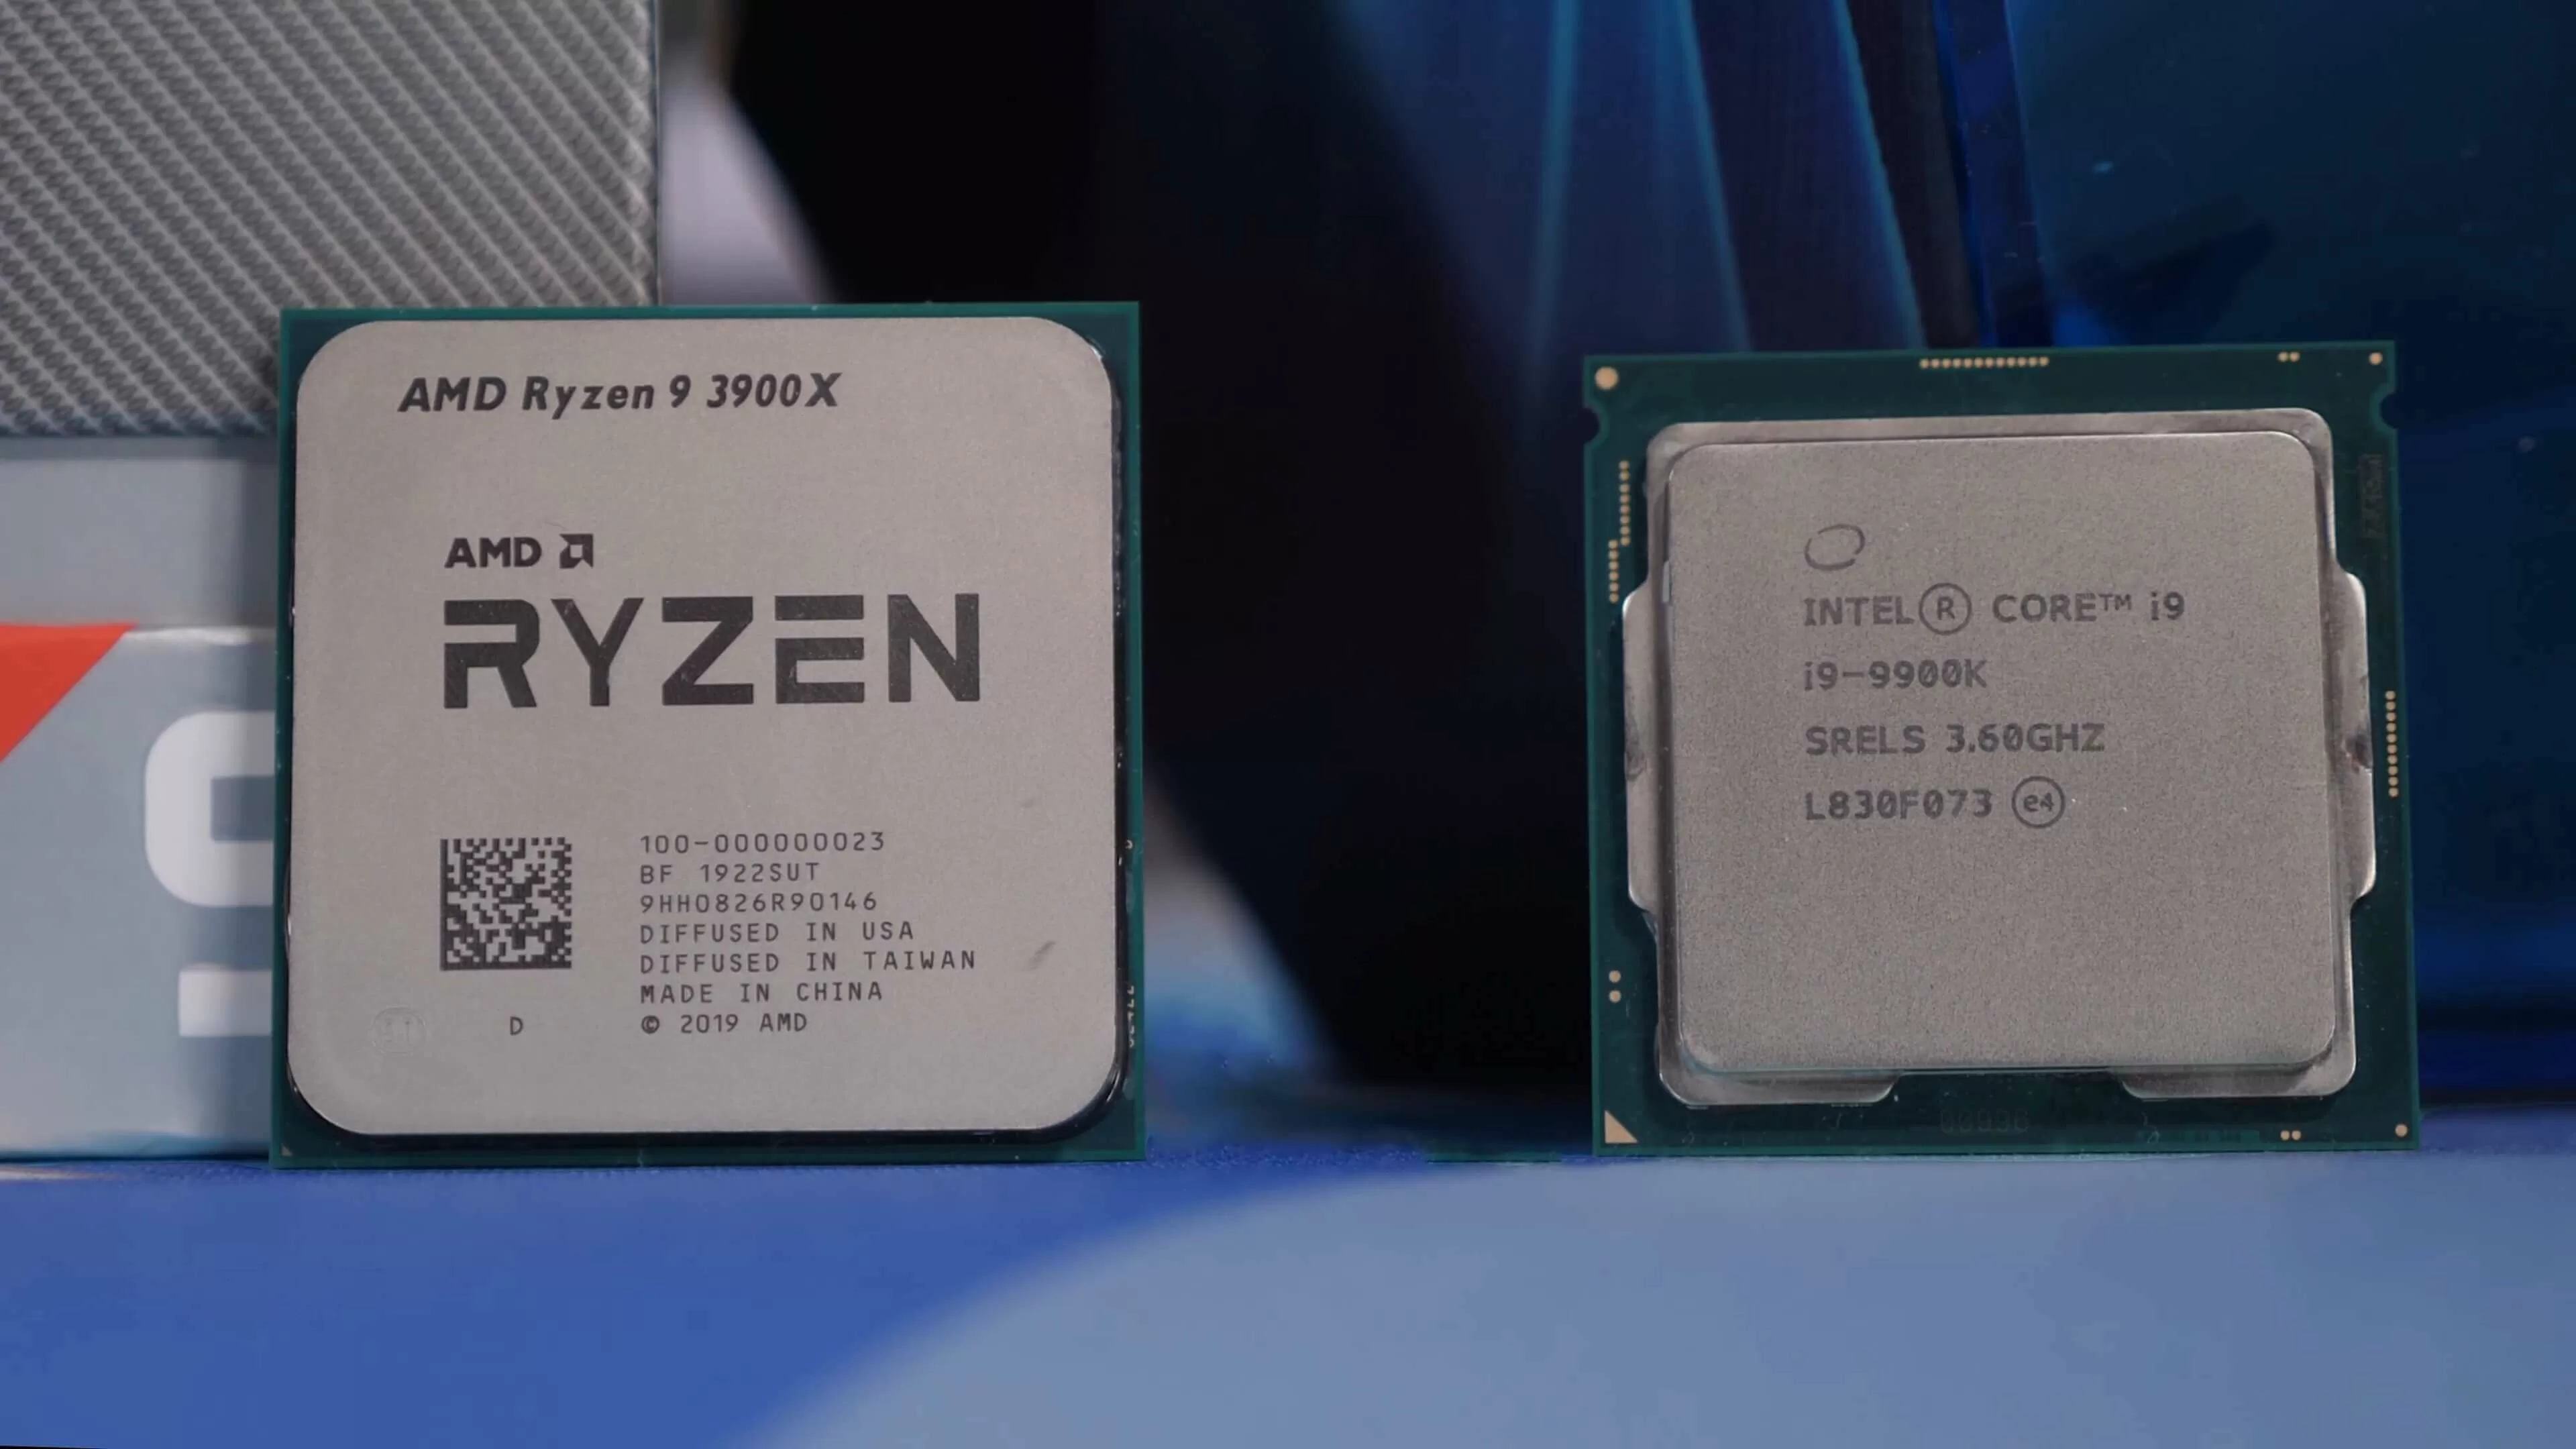 AMD Ryzen 9 3900X
AMD
RYZEN
100-000000023
BF 1922SUT
9HH0826R90146
DIFFUSED IN USA
DIFFUSED IN TAIWAN
MADE IN CHINA
D
© 2019 AMD
INTEL® CORE™ i9
i9-9900K
SRELS 3.60GHZ
L830F073 e4